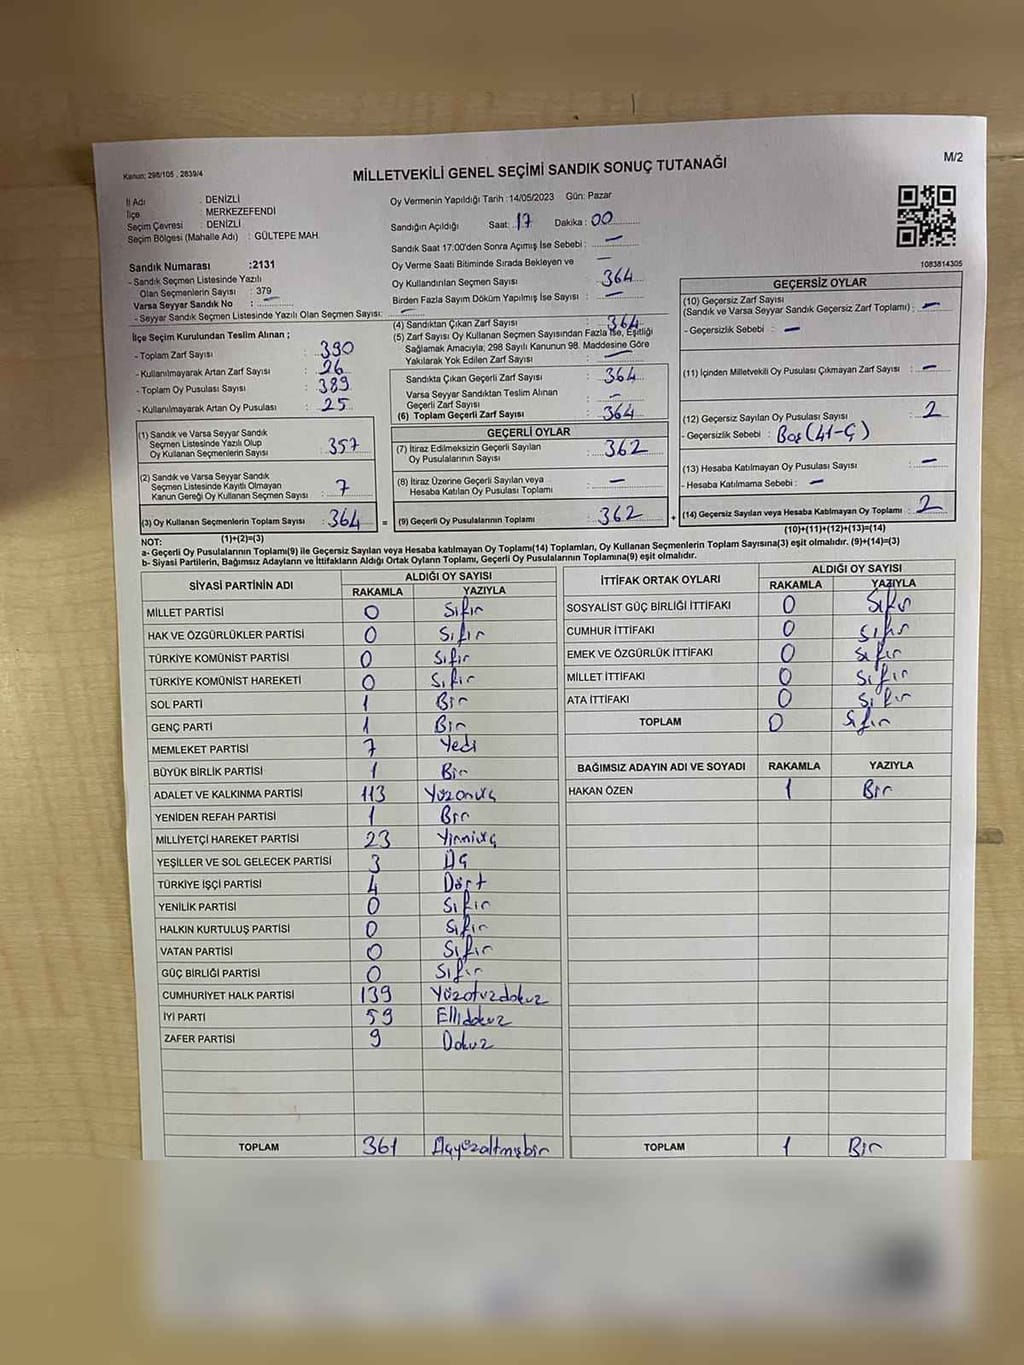 Kanun: 298/105 , 2839/4
MİLLETVEKİLİ GENEL SEÇİMİ SANDIK SONUÇ TUTANAĞI
M/2
İl Adı : DENİZLİ
İlçe : MERKEZEFENDİ
Seçim Çevresi : DENİZLİ
Seçim Bölgesi (Mahalle Adı) : GÜLTEPE MAH.
Oy Vermenin Yapıldığı Tarih : 14/05/2023 Gün: Pazar
Sandığın Açıldığı Saat: 17 Dakika : 00
Sandık Saat 17:00'den Sonra Açımış İse Sebebi : —
Oy Verme Saati Bitiminde Sırada Bekleyen ve —
Oy Kullandırılan Seçmen Sayısı : 364
Birden Fazla Sayım Döküm Yapılmış İse Sayısı : —
1083814305
Sandık Numarası :2131
- Sandık Seçmen Listesinde Yazılı
Olan Seçmenlerin Sayısı : 379
Varsa Seyyar Sandık No : —
- Seyyar Sandık Seçmen Listesinde Yazılı Olan Seçmen Sayısı: —
İlçe Seçim Kurulundan Teslim Alınan ;
- Toplam Zarf Sayısı : 390
- Kullanılmayarak Artan Zarf Sayısı : 26
- Toplam Oy Pusulası Sayısı : 389
- Kullanılmayarak Artan Oy Pusulası : 25
(1) Sandık ve Varsa Seyyar Sandık
Seçmen Listesinde Yazılı Olup
Oy Kullanan Seçmenlerin Sayısı : 357
(2) Sandık ve Varsa Seyyar Sandık
Seçmen Listesinde Kayıtlı Olmayan
Kanun Gereği Oy Kullanan Seçmen Sayısı : 7
(3) Oy Kullanan Seçmenlerin Toplam Sayısı : 364 =
(1)+(2)=(3)
(4) Sandıktan Çıkan Zarf Sayısı : 364
(5) Zarf Sayısı Oy Kullanan Seçmen Sayısından Fazla İse, Eşitliği
Sağlamak Amacıyla; 298 Sayılı Kanunun 98. Maddesine Göre
Yakılarak Yok Edilen Zarf Sayısı : —
Sandıkta Çıkan Geçerli Zarf Sayısı : 364
Varsa Seyyar Sandıktan Teslim Alınan
Geçerli Zarf Sayısı : —
(6) Toplam Geçerli Zarf Sayısı : 364
GEÇERLİ OYLAR
(7) İtiraz Edilmeksizin Geçerli Sayılan
Oy Pusulalarının Sayısı : 362
(8) İtiraz Üzerine Geçerli Sayılan veya
Hesaba Katılan Oy Pusulası Toplamı : —
(9) Geçerli Oy Pusulalarının Toplamı : 362 +
GEÇERSİZ OYLAR
(10) Geçersiz Zarf Sayısı
(Sandık ve Varsa Seyyar Sandık Geçersiz Zarf Toplamı) : —
- Geçersizlik Sebebi : —
(11) İçinden Milletvekili Oy Pusulası Çıkmayan Zarf Sayısı : —
(12) Geçersiz Sayılan Oy Pusulası Sayısı : 2
- Geçersizlik Sebebi : Boş (41-Ç)
(13) Hesaba Katılmayan Oy Pusulası Sayısı : —
- Hesaba Katılmama Sebebi : —
(14) Geçersiz Sayılan veya Hesaba Katılmayan Oy Toplamı : 2
(10)+(11)+(12)+(13)=(14)
NOT:
a- Geçerli Oy Pusulalarının Toplamı(9) ile Geçersiz Sayılan veya Hesaba katılmayan Oy Toplamı(14) Toplamları, Oy Kullanan Seçmenlerin Toplam Sayısına(3) eşit olmalıdır. (9)+(14)=(3)
b- Siyasi Partilerin, Bağımsız Adayların ve İttifakların Aldığı Ortak Oyların Toplamı, Geçerli Oy Pusulalarının Toplamına(9) eşit olmalıdır.
SİYASİ PARTİNİN ADI ALDIĞI OY SAYISI
RAKAMLA YAZIYLA
MİLLET PARTİSİ 0 Sıfır
HAK VE ÖZGÜRLÜKLER PARTİSİ 0 Sıfır
TÜRKİYE KOMÜNİST PARTİSİ 0 Sıfır
TÜRKİYE KOMÜNİST HAREKETİ 0 Sıfır
SOL PARTİ 1 Bir
GENÇ PARTİ 1 Bir
MEMLEKET PARTİSİ 7 Yedi
BÜYÜK BİRLİK PARTİSİ 1 Bir
ADALET VE KALKINMA PARTİSİ 113 Yüzonüç
YENİDEN REFAH PARTİSİ 1 Bir
MİLLİYETÇİ HAREKET PARTİSİ 23 Yirmiüç
YEŞİLLER VE SOL GELECEK PARTİSİ 3 Üç
TÜRKİYE İŞÇİ PARTİSİ 4 Dört
YENİLİK PARTİSİ 0 Sıfır
HALKIN KURTULUŞ PARTİSİ 0 Sıfır
VATAN PARTİSİ 0 Sıfır
GÜÇ BİRLİĞİ PARTİSİ 0 Sıfır
CUMHURİYET HALK PARTİSİ 139 Yüzotuzdokuz
İYİ PARTİ 59 Ellidokuz
ZAFER PARTİSİ 9 Dokuz
TOPLAM 361 Üçyüzaltmışbir
İTTİFAK ORTAK OYLARI ALDIĞI OY SAYISI
RAKAMLA YAZIYLA
SOSYALİST GÜÇ BİRLİĞİ İTTİFAKI 0 Sıfır
CUMHUR İTTİFAKI 0 Sıfır
EMEK VE ÖZGÜRLÜK İTTİFAKI 0 Sıfır
MİLLET İTTİFAKI 0 Sıfır
ATA İTTİFAKI 0 Sıfır
TOPLAM 0 Sıfır
BAĞIMSIZ ADAYIN ADI VE SOYADI RAKAMLA YAZIYLA
HAKAN ÖZEN 1 Bir
TOPLAM 1 Bir